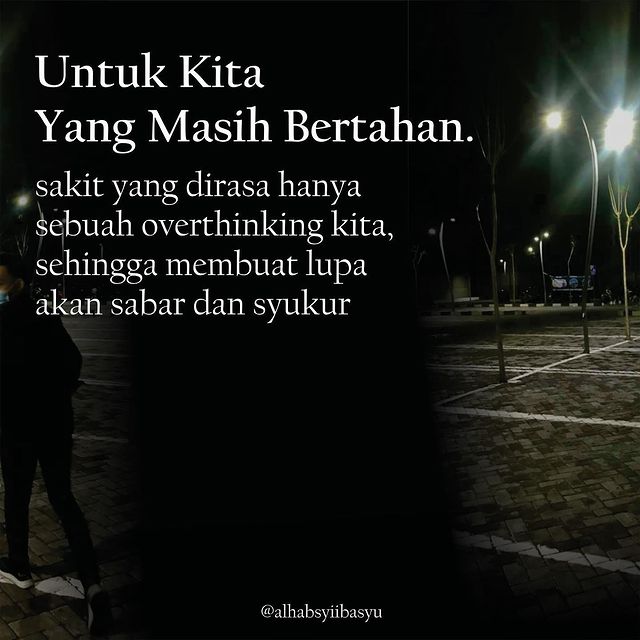 Untuk Kita
Yang Masih Bertahan.
sakit yang dirasa hanya
sebuah overthinking kita,
sehingga membuat lupa
akan sabar dan syukur
@alhabsyiibasyu